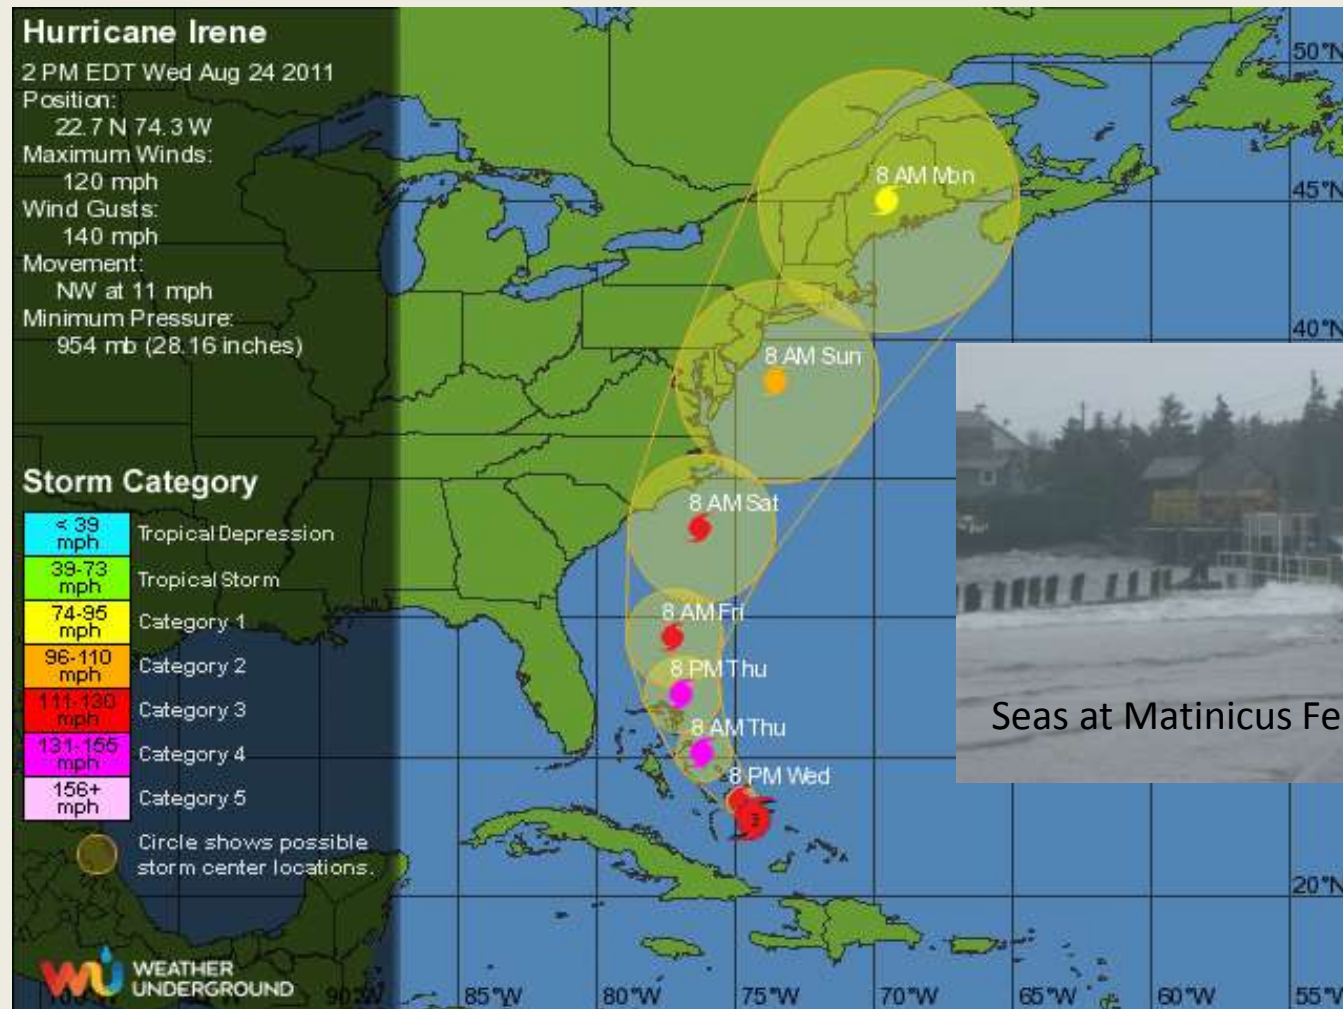 Hurricane Irene
2 PM EDT Wed Aug 24 2011
Position:
22.7 N 74.3 W
Maximum Winds:
120 mph
Wind Gusts:
140 mph
Movement:
NW at 11 mph
Minimum Pressure:
954 mb (28.16 inches)
Storm Category
< 39 mph Tropical Depression
39-73 mph Tropical Storm
74-95 mph Category 1
96-110 mph Category 2
111-130 mph Category 3
131-155 mph Category 4
156+ mph Category 5
Circle shows possible
storm center locations.
WEATHER
UNDERGROUND
8 AM Mon
8 AM Sun
8 AM Sat
8 AM Fri
8 PM Thu
8 AM Thu
8 PM Wed
3
50°N
45°N
40°N
20°N
90°W
85°W
80°W
75°W
70°W
65°W
60°W
55°W
Seas at Matinicus Fe